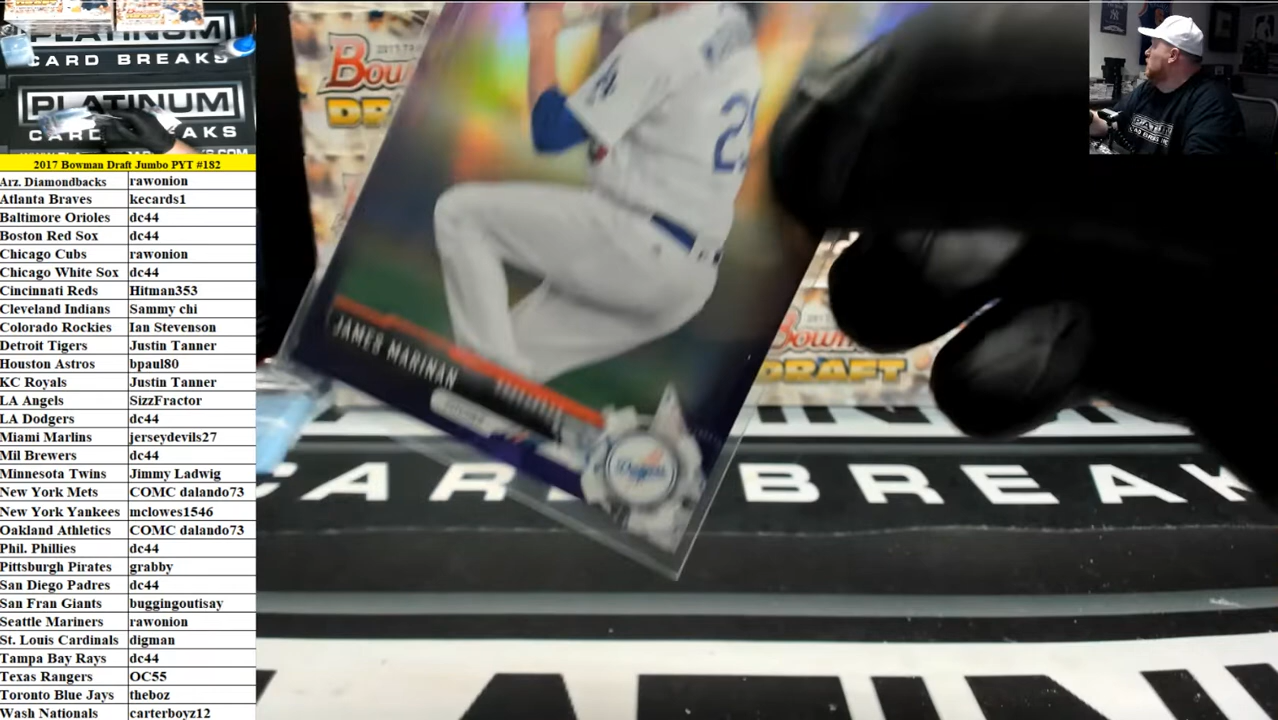 PLATINUM
CARD BREAKS
PLATINUM
CARD BREAKS
2017 Bowman Draft Jumbo PYT #182
Arz. Diamondbacks rawonion
Atlanta Braves kecards1
Baltimore Orioles dc44
Boston Red Sox dc44
Chicago Cubs rawonion
Chicago White Sox dc44
Cincinnati Reds Hitman353
Cleveland Indians Sammy chi
Colorado Rockies Ian Stevenson
Detroit Tigers Justin Tanner
Houston Astros bpaul80
KC Royals Justin Tanner
LA Angels SizzFractor
LA Dodgers dc44
Miami Marlins jerseydevils27
Mil Brewers dc44
Minnesota Twins Jimmy Ladwig
New York Mets COMC dalando73
New York Yankees mclowes1546
Oakland Athletics COMC dalando73
Phil. Phillies dc44
Pittsburgh Pirates grabby
San Diego Padres dc44
San Fran Giants buggingoutisay
Seattle Mariners rawonion
St. Louis Cardinals digman
Tampa Bay Rays dc44
Texas Rangers OC55
Toronto Blue Jays theboz
Wash Nationals carterboyz12
Bow
DR
JAMES MARINAN
Dodgers
Bowm
DRAFT
CARD BREAK
PLATINUM